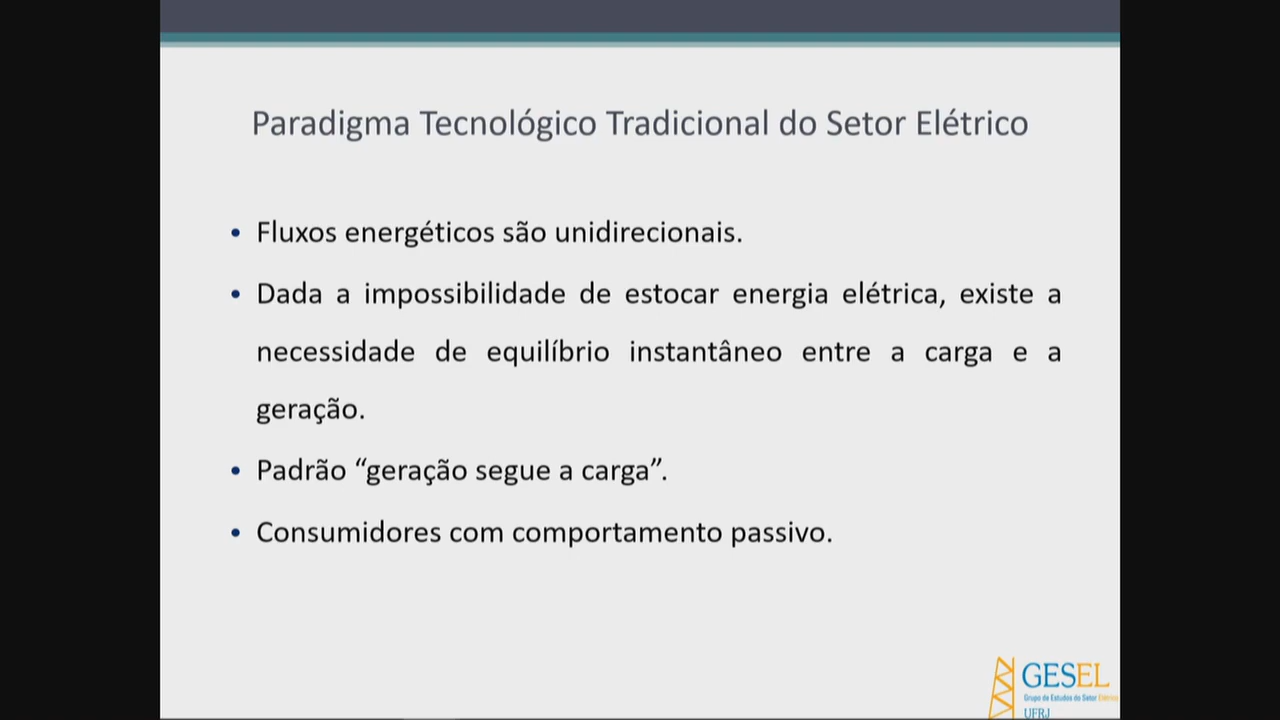 Paradigma Tecnológico Tradicional do Setor Elétrico
• Fluxos energéticos são unidirecionais.
• Dada a impossibilidade de estocar energia elétrica, existe a
necessidade de equilíbrio instantâneo entre a carga e a
geração.
• Padrão “geração segue a carga”.
• Consumidores com comportamento passivo.
GESEL
Grupo de Estudos do Setor Elétrico
UFRJ